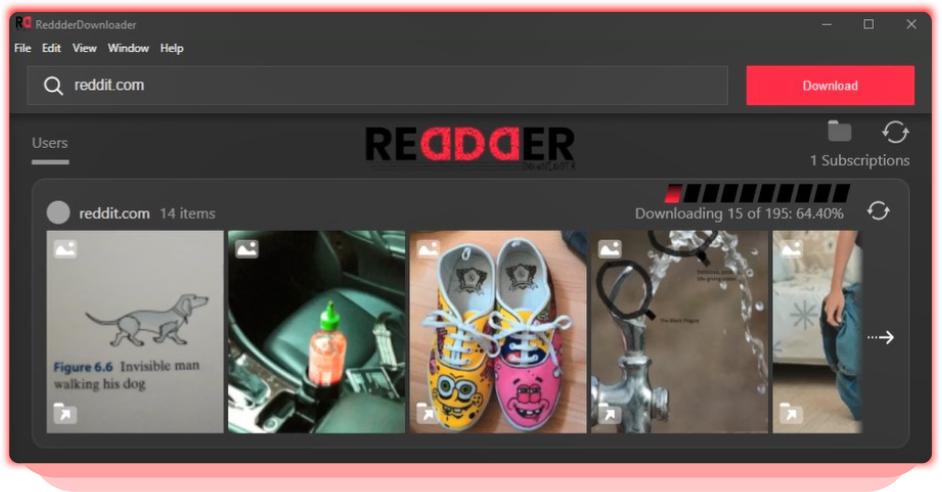 ReddderDownloader
File Edit View Window Help
reddit.com
Download
REDDDER
Users
1 Subscriptions
reddit.com 14 items
Downloading 15 of 195: 64.40%
Figure 6.6 Invisible man
walking his dog
The Black Plague